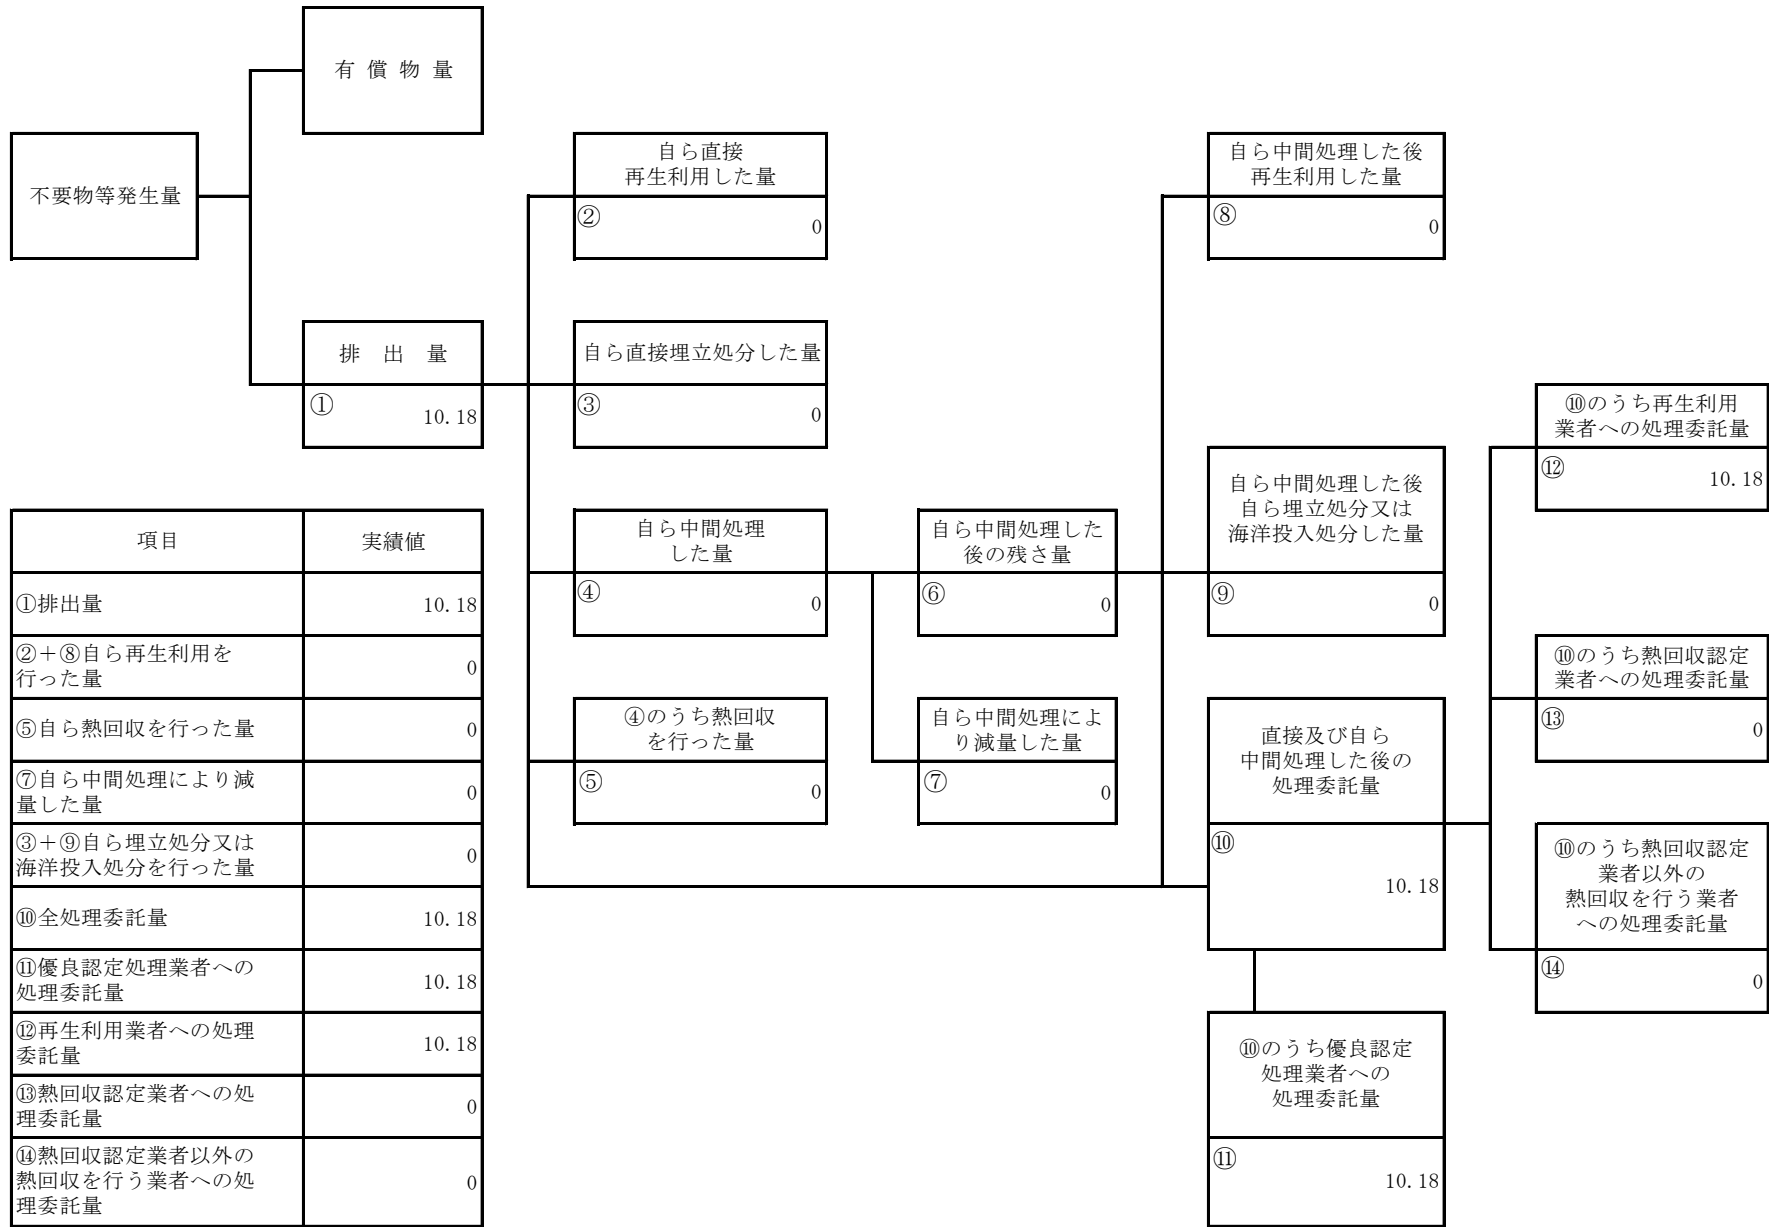 有償物量
不要物等発生量
排出量
①
10.18
自ら直接
再生利用した量
②
0
自ら直接埋立処分した量
③
0
自ら中間処理
した量
④
0
④のうち熱回収
を行った量
⑤
0
自ら中間処理した
後の残さ量
⑥
0
自ら中間処理によ
り減量した量
⑦
0
自ら中間処理した後
再生利用した量
⑧
0
自ら中間処理した後
自ら埋立処分又は
海洋投入処分した量
⑨
0
直接及び自ら
中間処理した後の
処理委託量
⑩
10.18
⑩のうち優良認定
処理業者への
処理委託量
⑪
10.18
⑩のうち再生利用
業者への処理委託量
⑫
10.18
⑩のうち熱回収認定
業者への処理委託量
⑬
0
⑩のうち熱回収認定
業者以外の
熱回収を行う業者
への処理委託量
⑭
0
項目 実績値
①排出量 10.18
②＋⑧自ら再生利用を
行った量 0
⑤自ら熱回収を行った量 0
⑦自ら中間処理により減
量した量 0
③＋⑨自ら埋立処分又は
海洋投入処分を行った量 0
⑩全処理委託量 10.18
⑪優良認定処理業者への
処理委託量 10.18
⑫再生利用業者への処理
委託量 10.18
⑬熱回収認定業者への処
理委託量 0
⑭熱回収認定業者以外の
熱回収を行う業者への処
理委託量 0